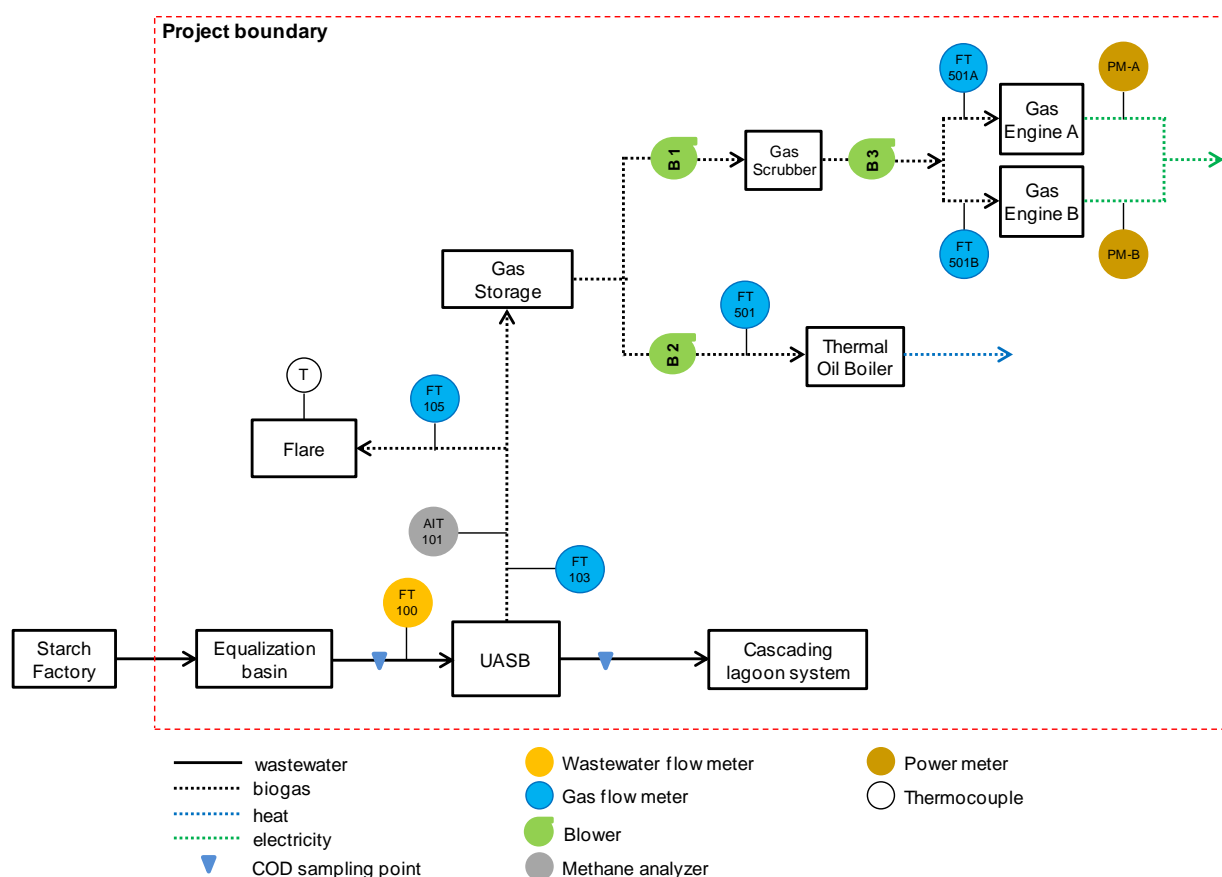 Project boundary
FT
501A
PM-A
Gas
Engine A
B 1
Gas
Scrubber
B 3
Gas
Engine B
FT
501B
PM-B
Gas
Storage
FT
501
B 2
Thermal
Oil Boiler
T
FT
105
Flare
AIT
101
FT
103
FT
100
Starch
Factory
Equalization
basin
UASB
Cascading
lagoon system
wastewater
biogas
heat
electricity
COD sampling point
Wastewater flow meter
Gas flow meter
Blower
Methane analyzer
Power meter
Thermocouple